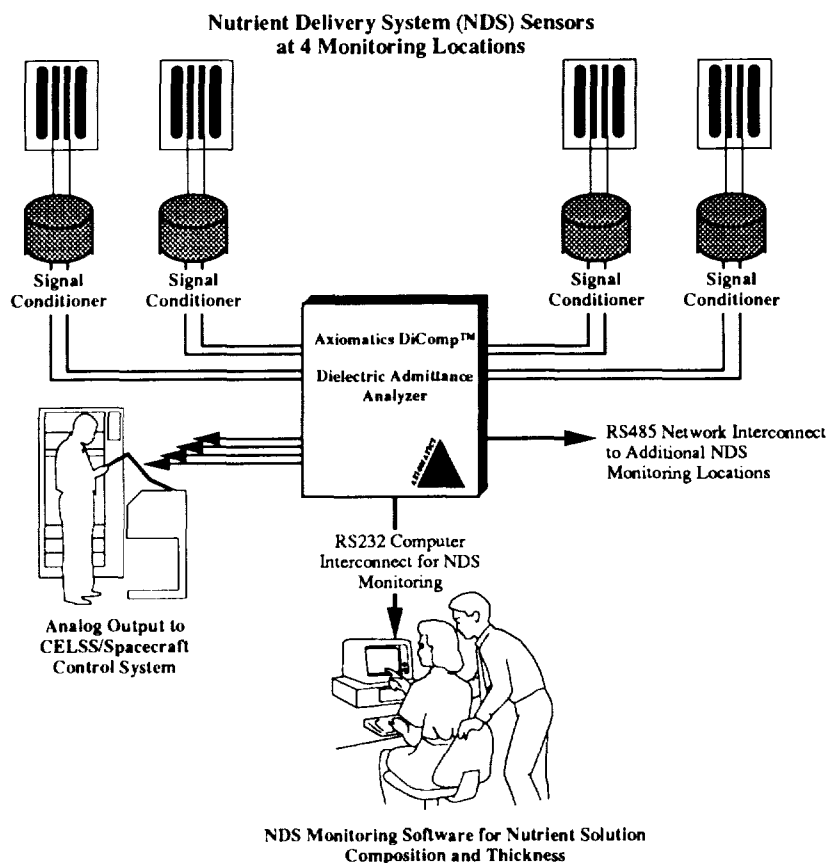 Nutrient Delivery System (NDS) Sensors
at 4 Monitoring Locations
Signal
Conditioner
Signal
Conditioner
Signal
Conditioner
Signal
Conditioner
Axiomatics DiComp™
Dielectric Admittance
Analyzer
AXIOMATICS
RS485 Network Interconnect
to Additional NDS
Monitoring Locations
RS232 Computer
Interconnect for NDS
Monitoring
Analog Output to
CELSS/Spacecraft
Control System
NDS Monitoring Software for Nutrient Solution
Composition and Thickness